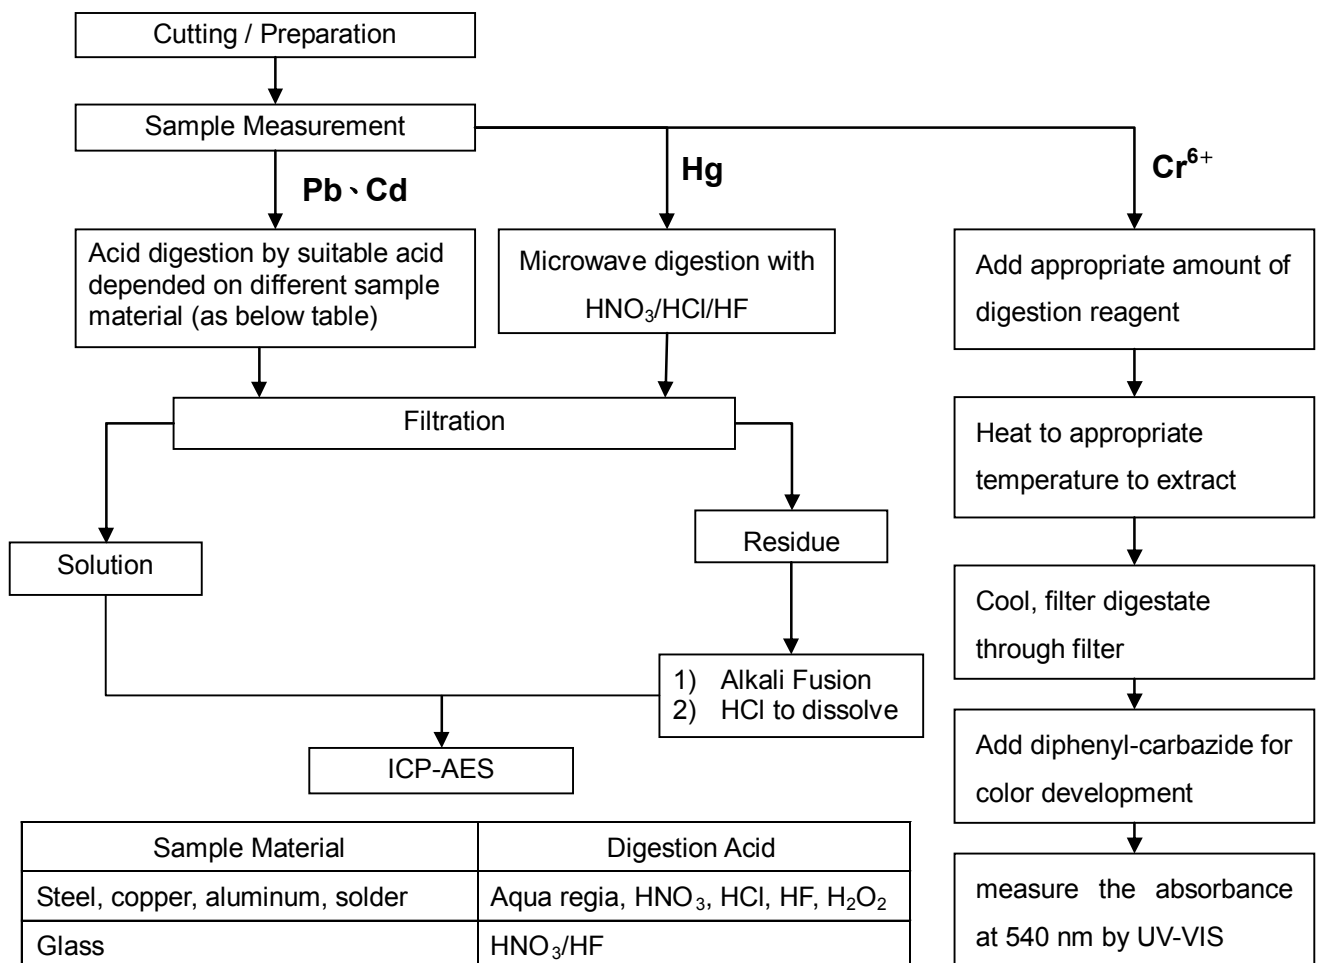 Cutting / Preparation
Sample Measurement
Pb、Cd
Hg
Cr⁶⁺
Acid digestion by suitable acid
depended on different sample
material (as below table)
Microwave digestion with
HNO₃/HCl/HF
Add appropriate amount of
digestion reagent
Filtration
Heat to appropriate
temperature to extract
Solution
Residue
Cool, filter digestate
through filter
1) Alkali Fusion
2) HCl to dissolve
ICP-AES
Add diphenyl-carbazide for
color development
measure the absorbance
at 540 nm by UV-VIS
Sample Material Digestion Acid
Steel, copper, aluminum, solder Aqua regia, HNO₃, HCl, HF, H₂O₂
Glass HNO₃/HF